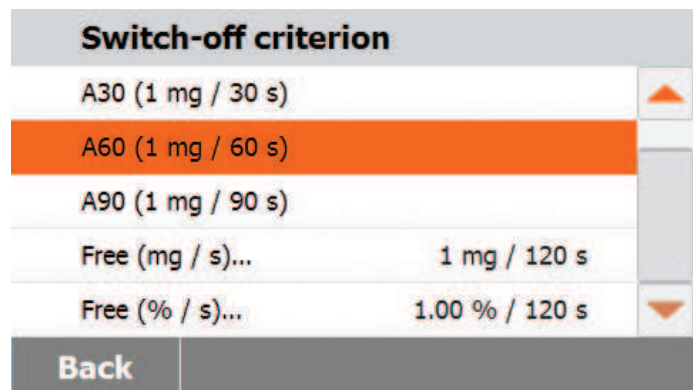 Switch-off criterion
A30 (1 mg / 30 s)
A60 (1 mg / 60 s)
A90 (1 mg / 90 s)
Free (mg / s)... 1 mg / 120 s
Free (% / s)... 1.00 % / 120 s
Back